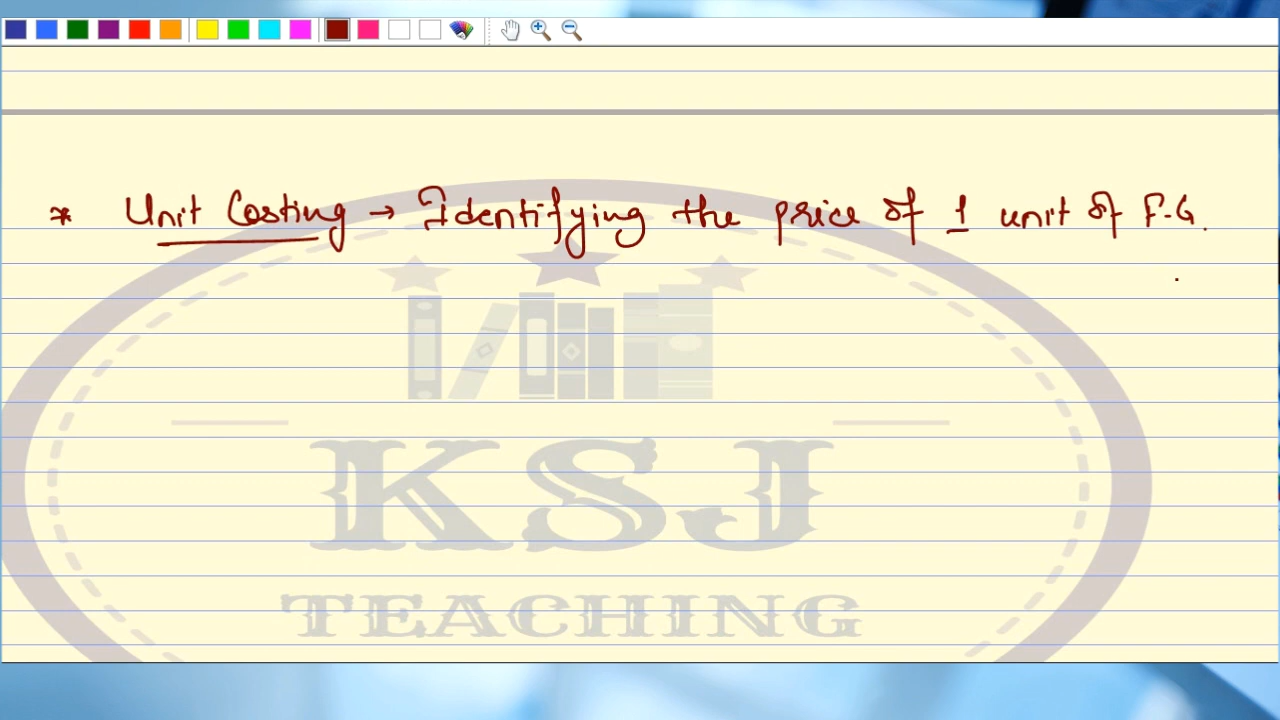 * Unit Costing → Identifying the price of 1 unit of F.G.
KSJ
TEACHING